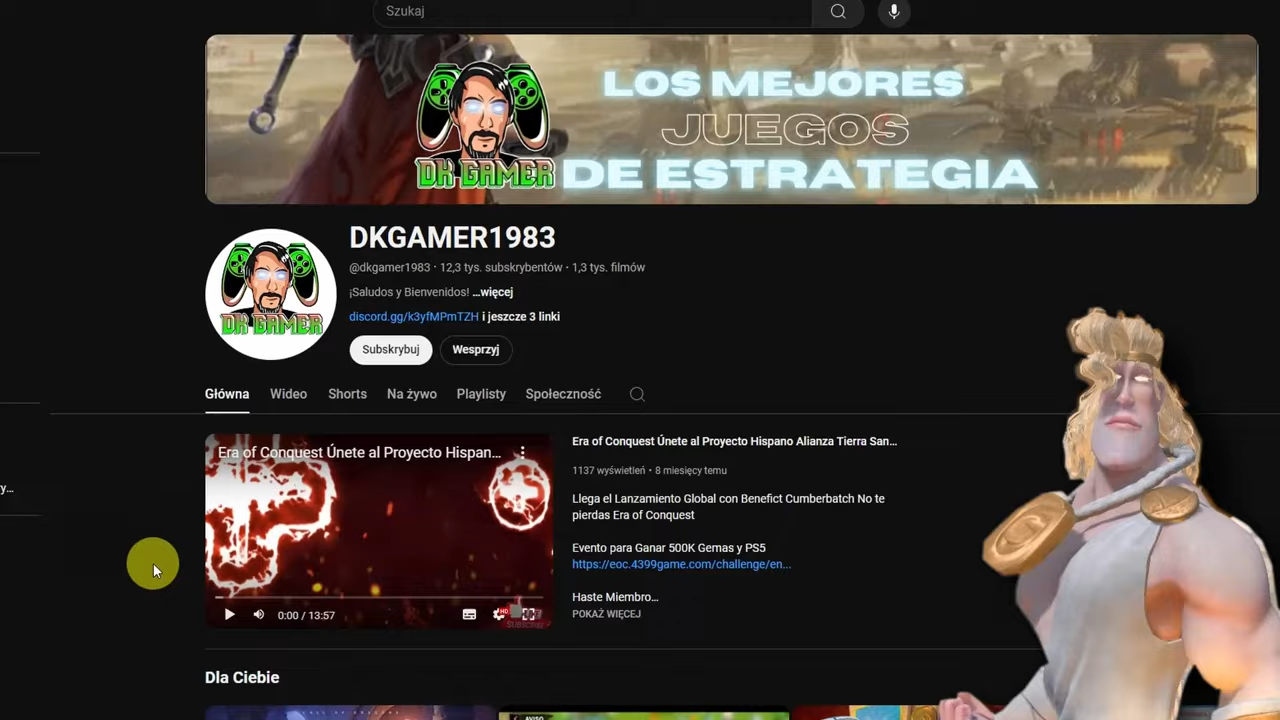 Szukaj
LOS MEJORES
JUEGOS
DE ESTRATEGIA
DK GAMER
DKGAMER1983
@dkgamer1983 · 12,3 tys. subskrybentów · 1,3 tys. filmów
¡Saludos y Bienvenidos! ...więcej
discord.gg/k3yfMPmTZH i jeszcze 3 linki
DK GAMER
Subskrybuj
Wesprzyj
Główna
Wideo
Shorts
Na żywo
Playlisty
Społeczność
Era of Conquest Únete al Proyecto Hispan...
Era of Conquest Únete al Proyecto Hispano Alianza Tierra San...
1137 wyświetleń • 8 miesięcy temu
y...
Llega el Lanzamiento Global con Benefict Cumberbatch No te
pierdas Era of Conquest
Evento para Ganar 500K Gemas y PS5
https://eoc.4399game.com/challenge/en...
Haste Miembro...
POKAŻ WIĘCEJ
0:00 / 13:57
HD
Dla Ciebie
AVISO